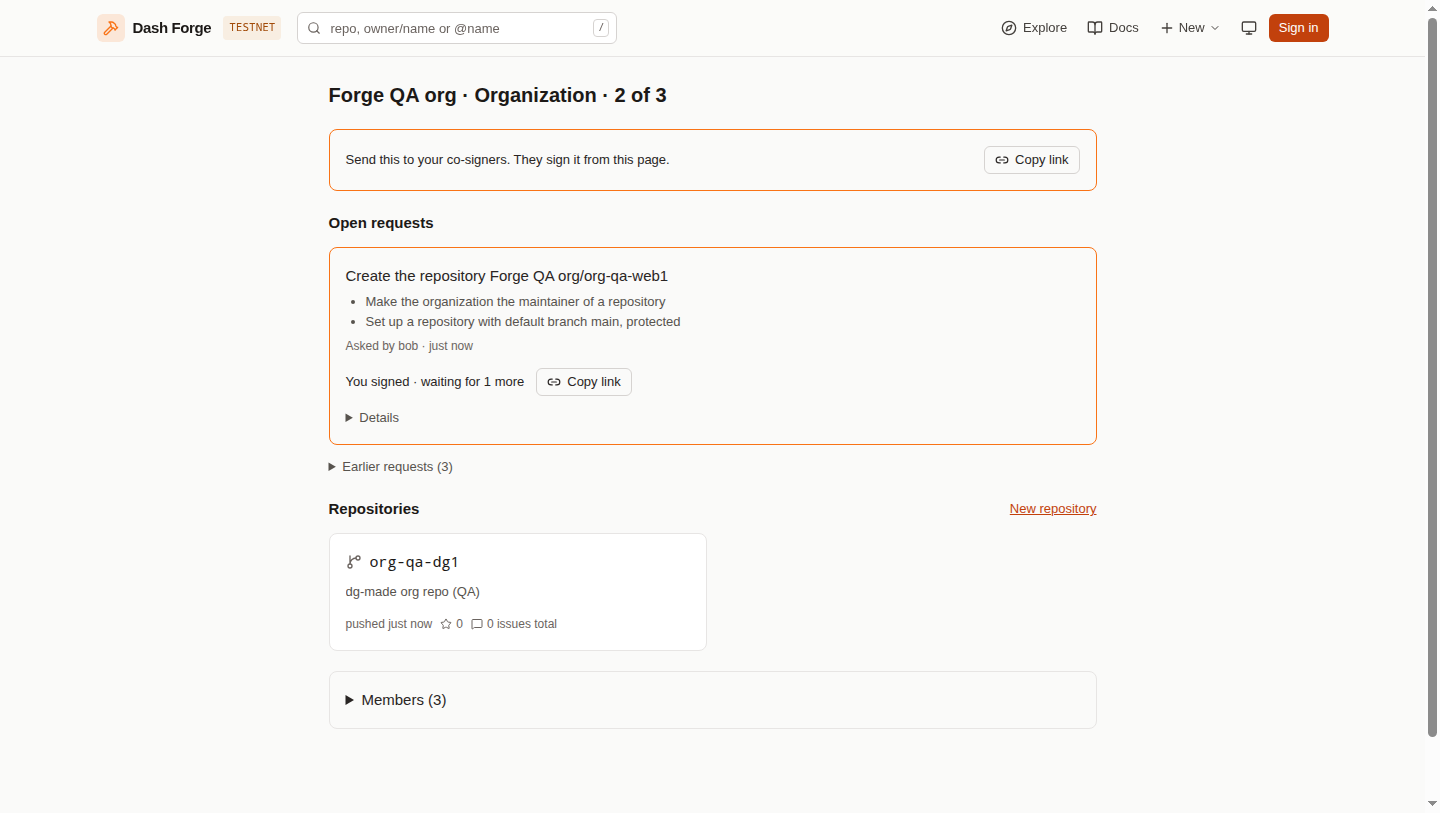 Dash Forge TESTNET repo, owner/name or @name / Explore Docs New Sign in
Forge QA org · Organization · 2 of 3
Send this to your co-signers. They sign it from this page. Copy link
Open requests
Create the repository Forge QA org/org-qa-web1
• Make the organization the maintainer of a repository
• Set up a repository with default branch main, protected
Asked by bob · just now
You signed · waiting for 1 more Copy link
Details
Earlier requests (3)
Repositories New repository
org-qa-dg1
dg-made org repo (QA)
pushed just now 0 0 issues total
Members (3)